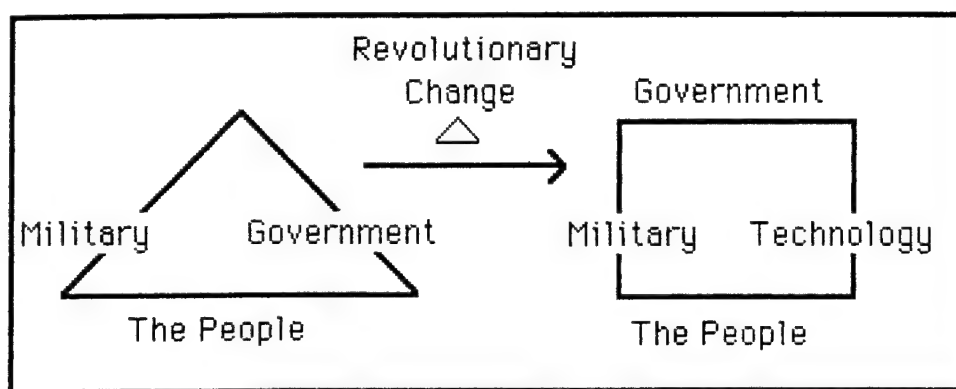 Revolutionary
Change
Government
Military
Government
Military
Technology
The People
The People